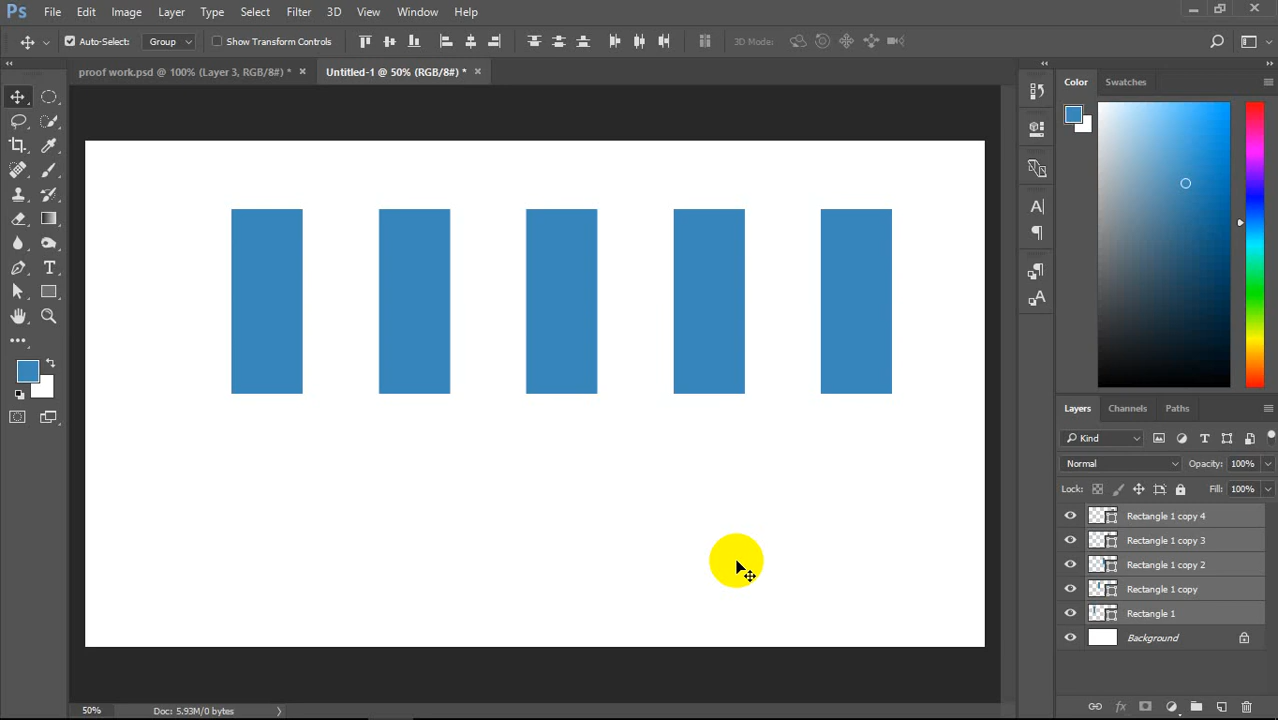 Ps File Edit Image Layer Type Select Filter 3D View Window Help
Auto-Select: Group Show Transform Controls 3D Mode:
proof work.psd @ 100% (Layer 3, RGB/8#) * × Untitled-1 @ 50% (RGB/8#) * ×
Color Swatches
Layers Channels Paths
Kind
Normal Opacity: 100%
Lock: Fill: 100%
Rectangle 1 copy 4
Rectangle 1 copy 3
Rectangle 1 copy 2
Rectangle 1 copy
Rectangle 1
Background
50% Doc: 5.93M/0 bytes